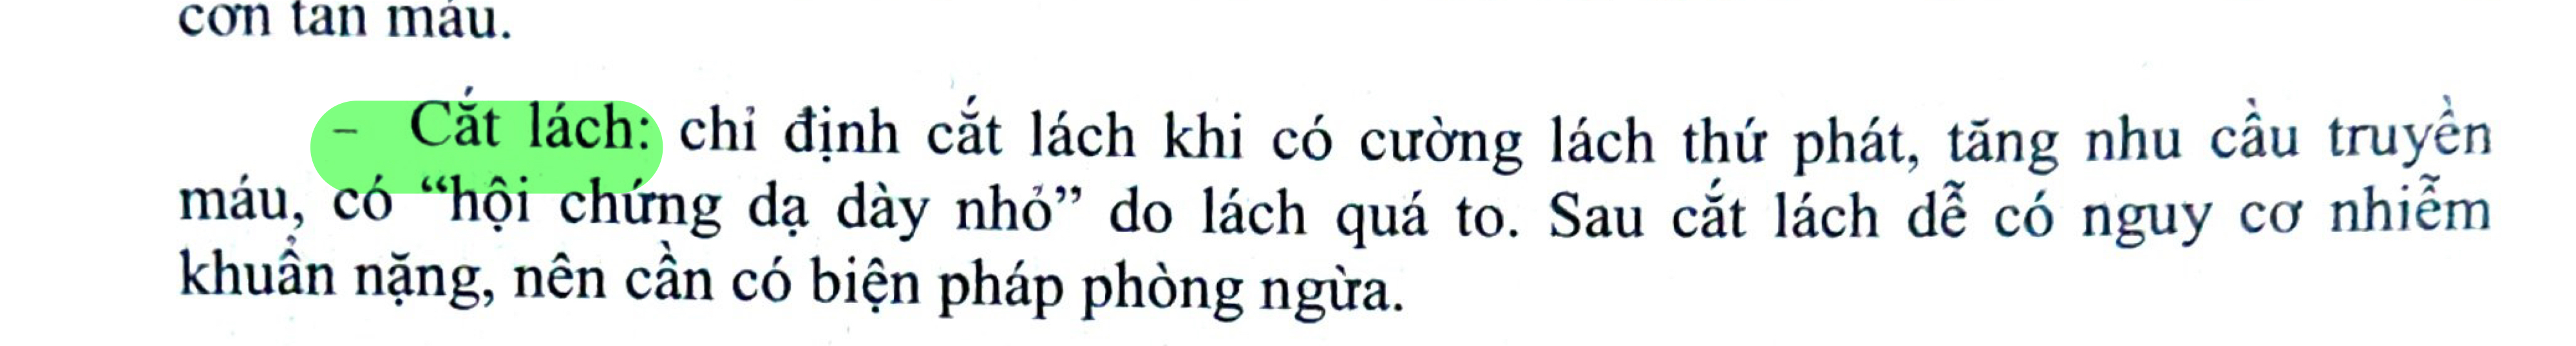 cơn tan máu.
– Cắt lách: chỉ định cắt lách khi có cường lách thứ phát, tăng nhu cầu truyền
máu, có “hội chứng dạ dày nhỏ” do lách quá to. Sau cắt lách dễ có nguy cơ nhiễm
khuẩn nặng, nên cần có biện pháp phòng ngừa.